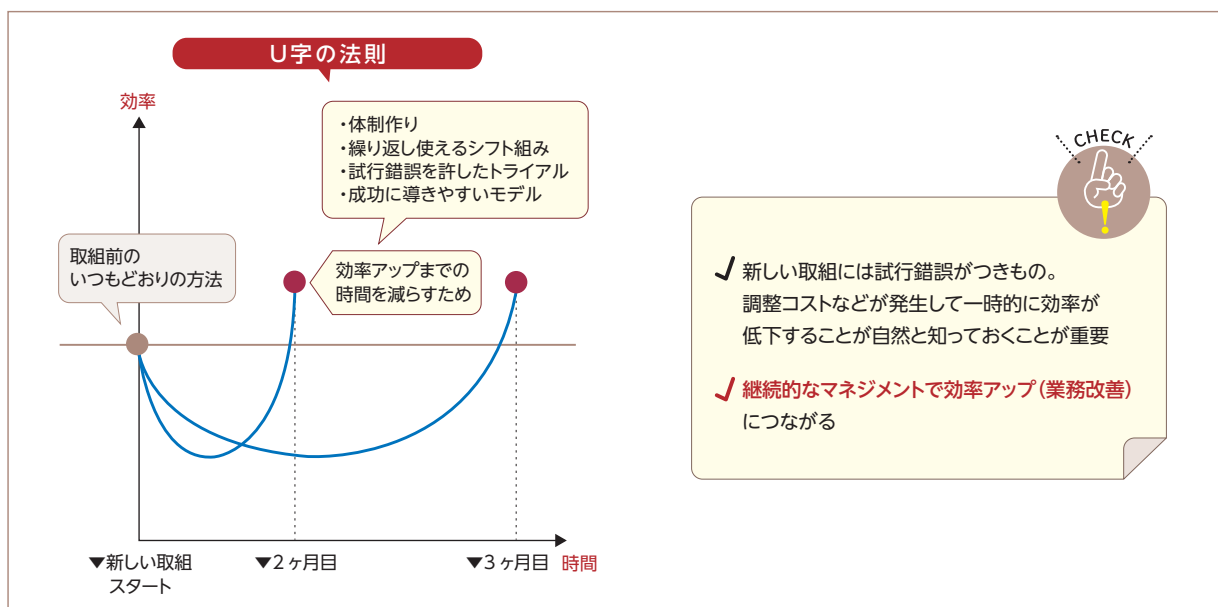 U字の法則
効率
・体制作り
・繰り返し使えるシフト組み
・試行錯誤を許したトライアル
・成功に導きやすいモデル
取組前の
いつもどおりの方法
効率アップまでの
時間を減らすため
▼新しい取組
スタート
▼2ヶ月目
▼3ヶ月目
時間
CHECK
新しい取組には試行錯誤がつきもの。
調整コストなどが発生して一時的に効率が
低下することが自然と知っておくことが重要
継続的なマネジメントで効率アップ(業務改善)
につながる